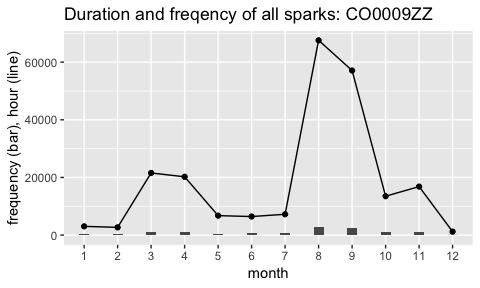 Duration and freqency of all sparks: CO0009ZZ
frequency (bar), hour (line)
60000
40000
20000
0
1 2 3 4 5 6 7 8 9 10 11 12
month